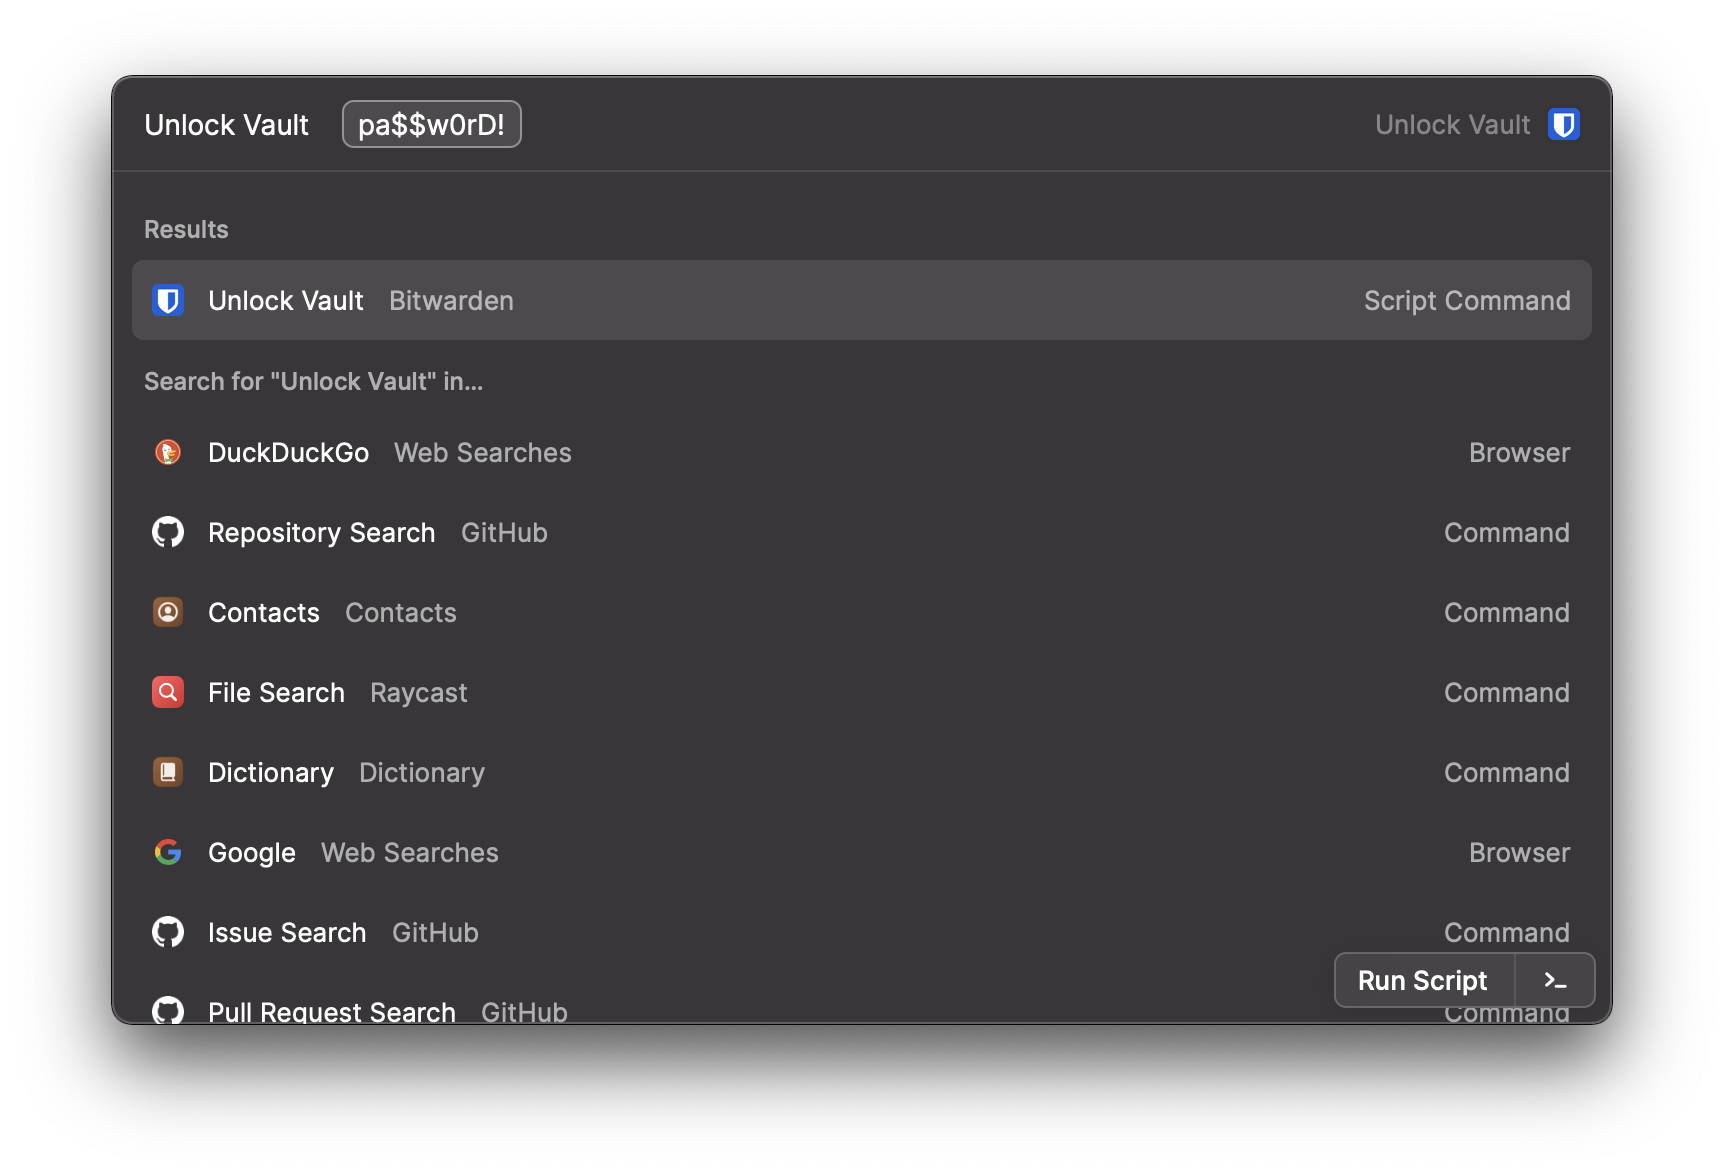 Unlock Vault pa$$w0rD! Unlock Vault
Results
Unlock Vault Bitwarden Script Command
Search for "Unlock Vault" in...
DuckDuckGo Web Searches Browser
Repository Search GitHub Command
Contacts Contacts Command
File Search Raycast Command
Dictionary Dictionary Command
Google Web Searches Browser
Issue Search GitHub Command
Run Script >_
Pull Request Search GitHub Command